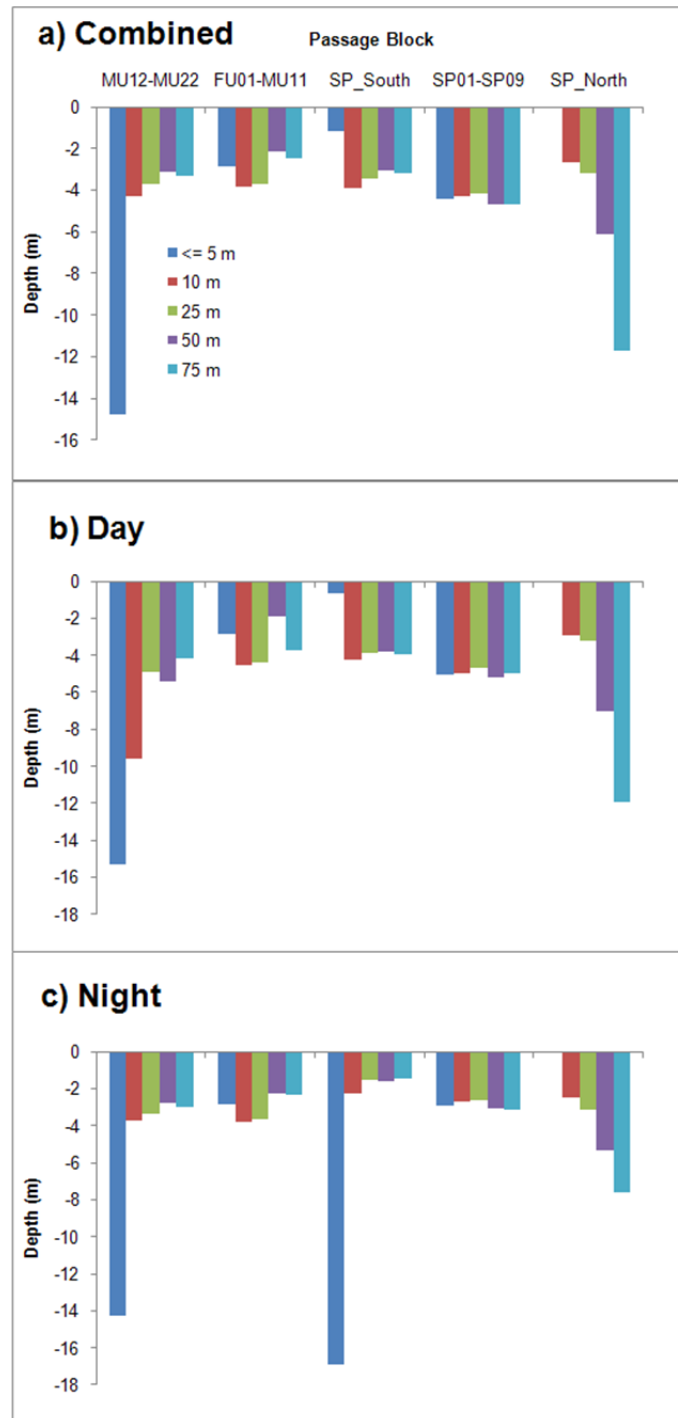 a) Combined
Passage Block
MU12-MU22 FU01-MU11 SP_South SP01-SP09 SP_North
0
-2
-4
-6
-8
-10
-12
-14
-16
Depth (m)
<= 5 m
10 m
25 m
50 m
75 m
b) Day
0
-2
-4
-6
-8
-10
-12
-14
-16
-18
Depth (m)
c) Night
0
-2
-4
-6
-8
-10
-12
-14
-16
-18
Depth (m)